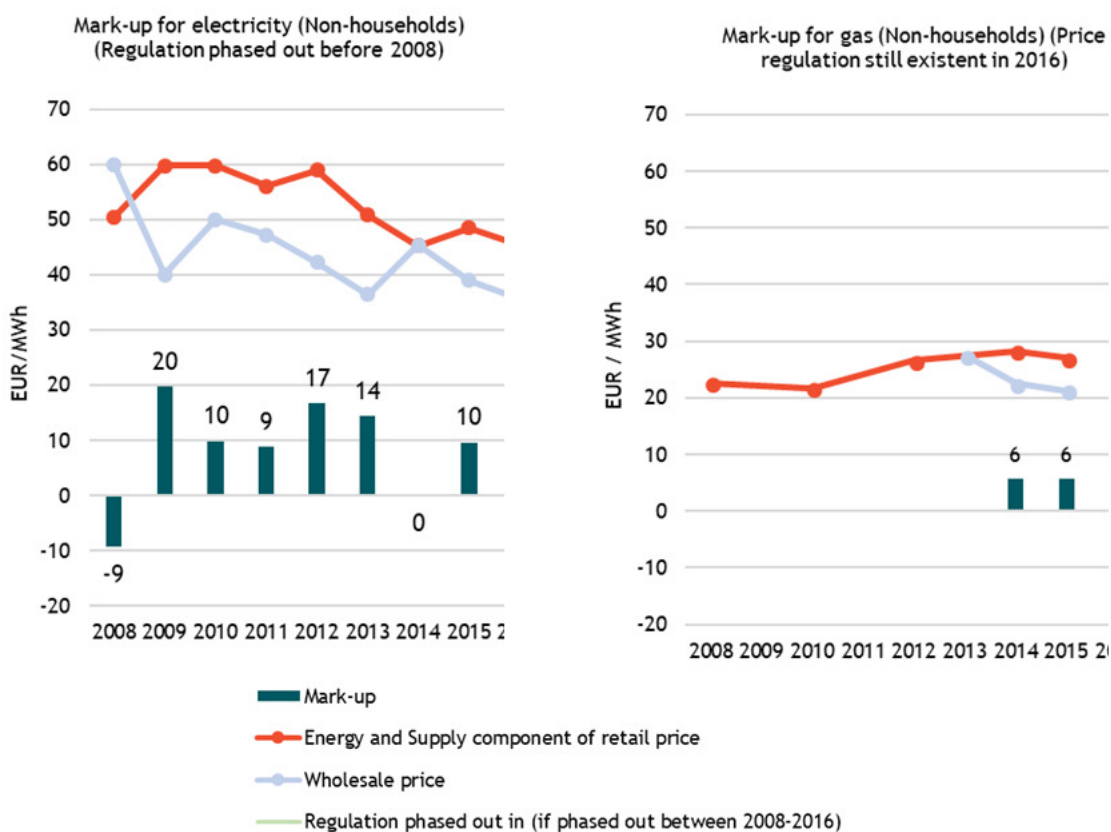 Mark-up for electricity (Non-households)
(Regulation phased out before 2008)
70
60
50
40
30
20
10
0
-10
-20
EUR/MWh
20
10
9
17
14
10
0
-9
2008 2009 2010 2011 2012 2013 2014 2015
Mark-up for gas (Non-households) (Price
regulation still existent in 2016)
70
60
50
40
30
20
10
0
-10
-20
EUR / MWh
6
6
2008 2009 2010 2011 2012 2013 2014 2015
Mark-up
Energy and Supply component of retail price
Wholesale price
Regulation phased out in (if phased out between 2008-2016)